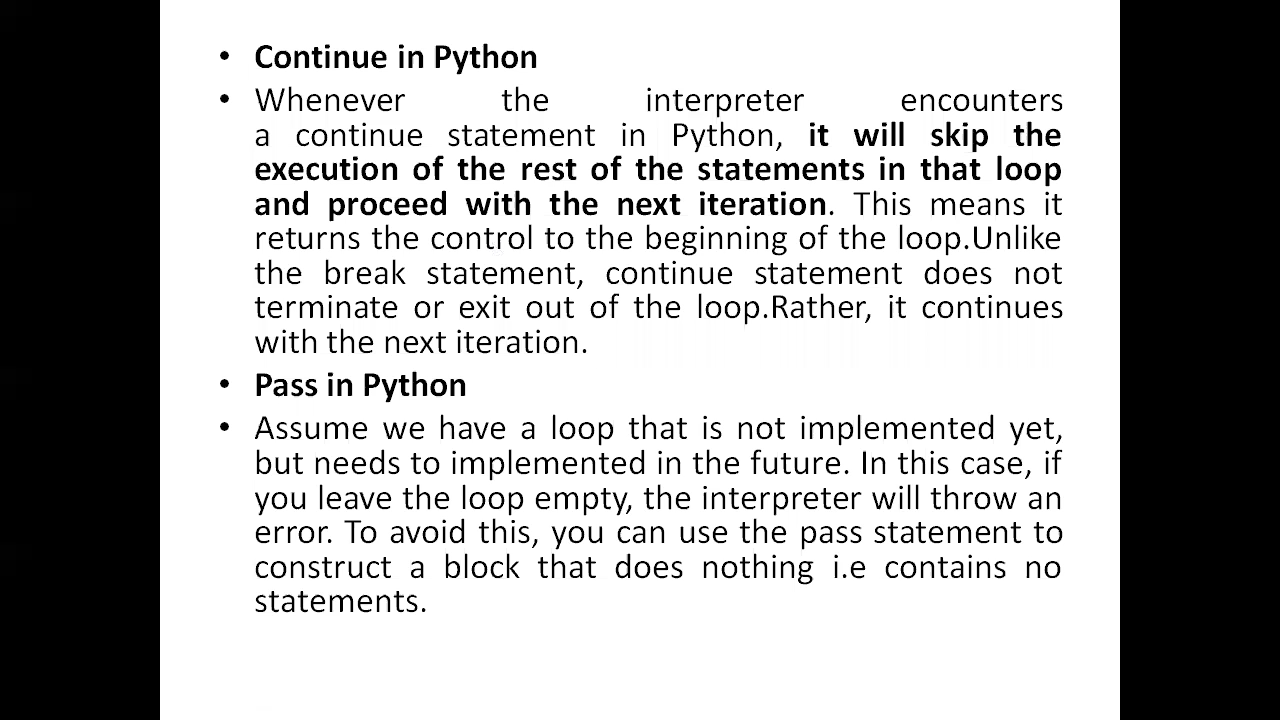 • Continue in Python
• Whenever the interpreter encounters
a continue statement in Python, it will skip the
execution of the rest of the statements in that loop
and proceed with the next iteration. This means it
returns the control to the beginning of the loop.Unlike
the break statement, continue statement does not
terminate or exit out of the loop.Rather, it continues
with the next iteration.
• Pass in Python
• Assume we have a loop that is not implemented yet,
but needs to implemented in the future. In this case, if
you leave the loop empty, the interpreter will throw an
error. To avoid this, you can use the pass statement to
construct a block that does nothing i.e contains no
statements.